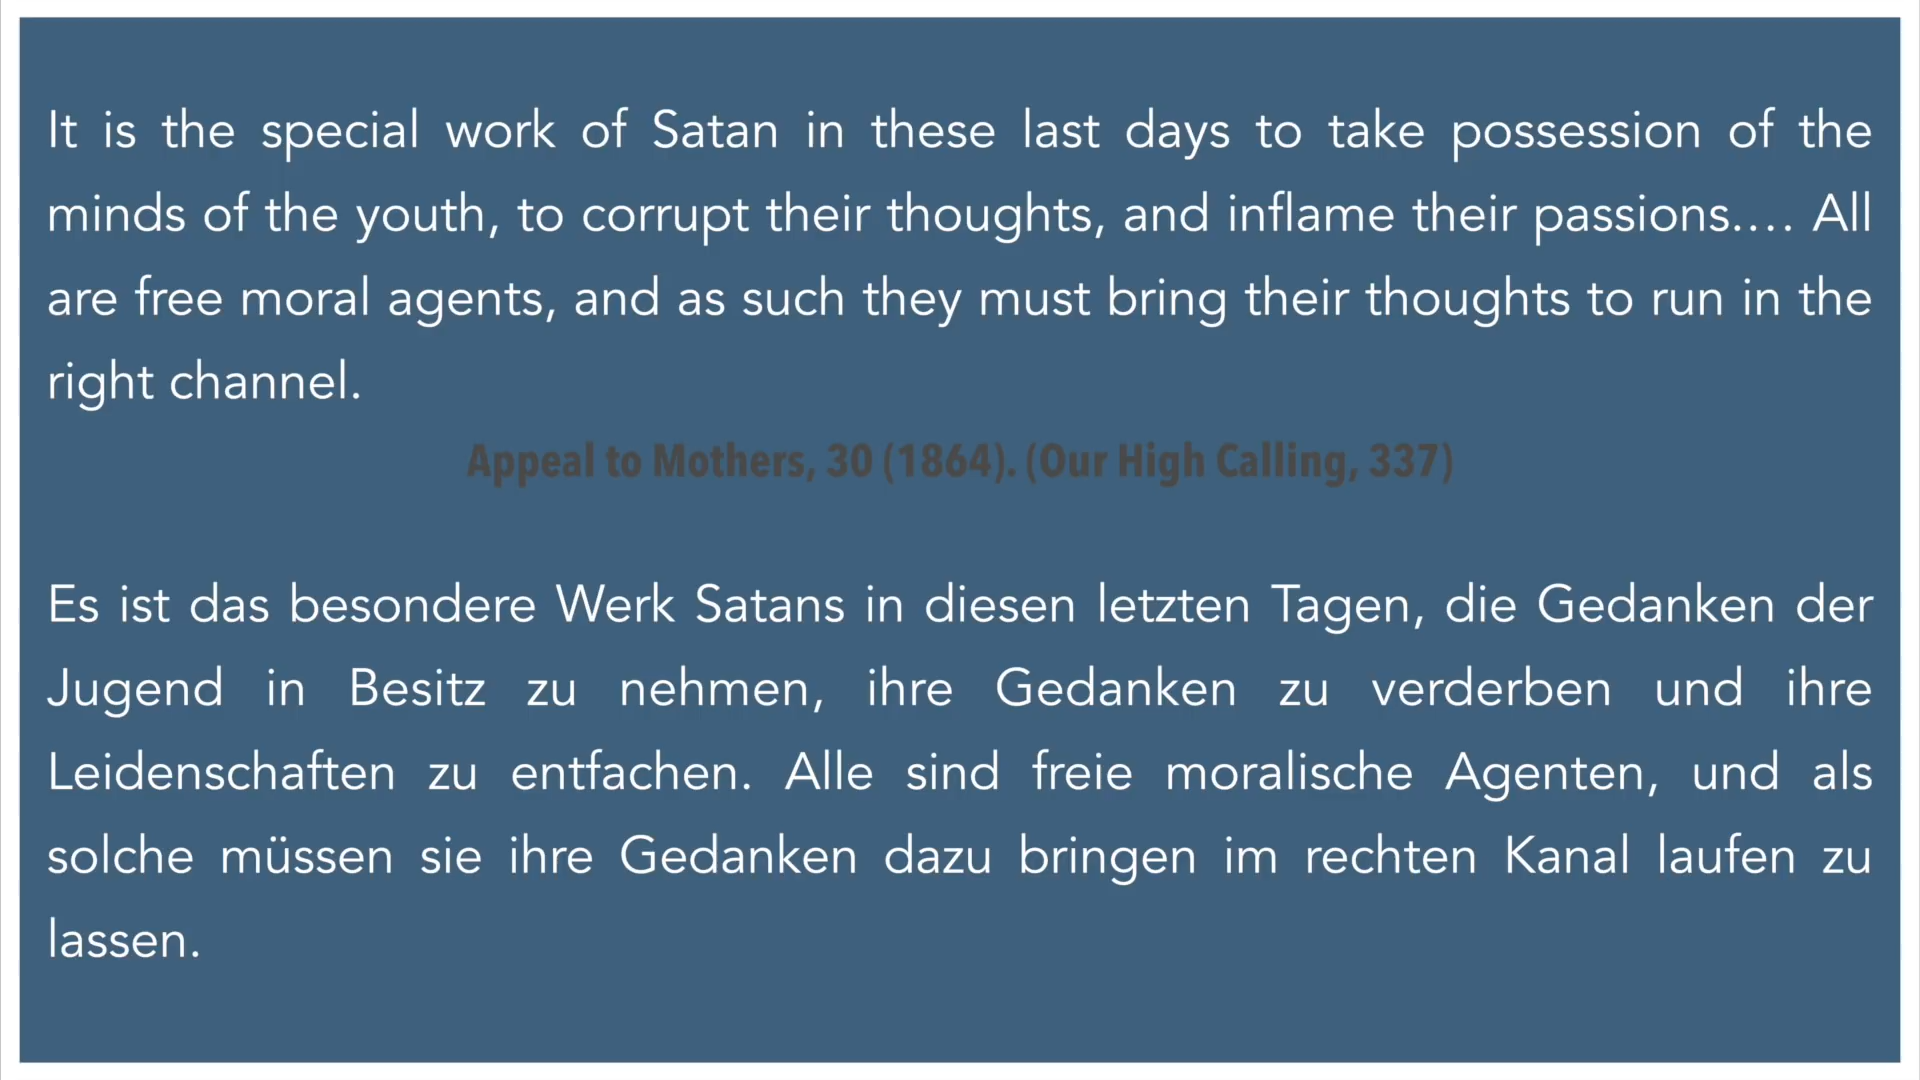 It is the special work of Satan in these last days to take possession of the
minds of the youth, to corrupt their thoughts, and inflame their passions.... All
are free moral agents, and as such they must bring their thoughts to run in the
right channel.
Appeal to Mothers, 30 (1864). (Our High Calling, 337)
Es ist das besondere Werk Satans in diesen letzten Tagen, die Gedanken der
Jugend in Besitz zu nehmen, ihre Gedanken zu verderben und ihre
Leidenschaften zu entfachen. Alle sind freie moralische Agenten, und als
solche müssen sie ihre Gedanken dazu bringen im rechten Kanal laufen zu
lassen.